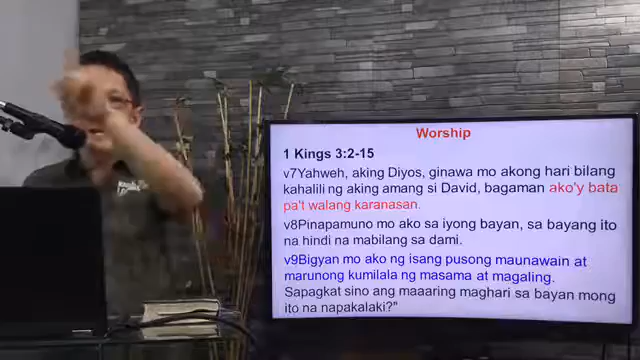 Worship
1 Kings 3:2-15
v7Yahweh, aking Diyos, ginawa mo akong hari bilang
kahalili ng aking amang si David, bagaman ako'y bata
pa't walang karanasan.
v8Pinapamuno mo ako sa iyong bayan, sa bayang ito
na hindi na mabilang sa dami.
v9Bigyan mo ako ng isang pusong maunawain at
marunong kumilala ng masama at magaling.
Sapagkat sino ang maaaring maghari sa bayan mong
ito na napakalaki?"